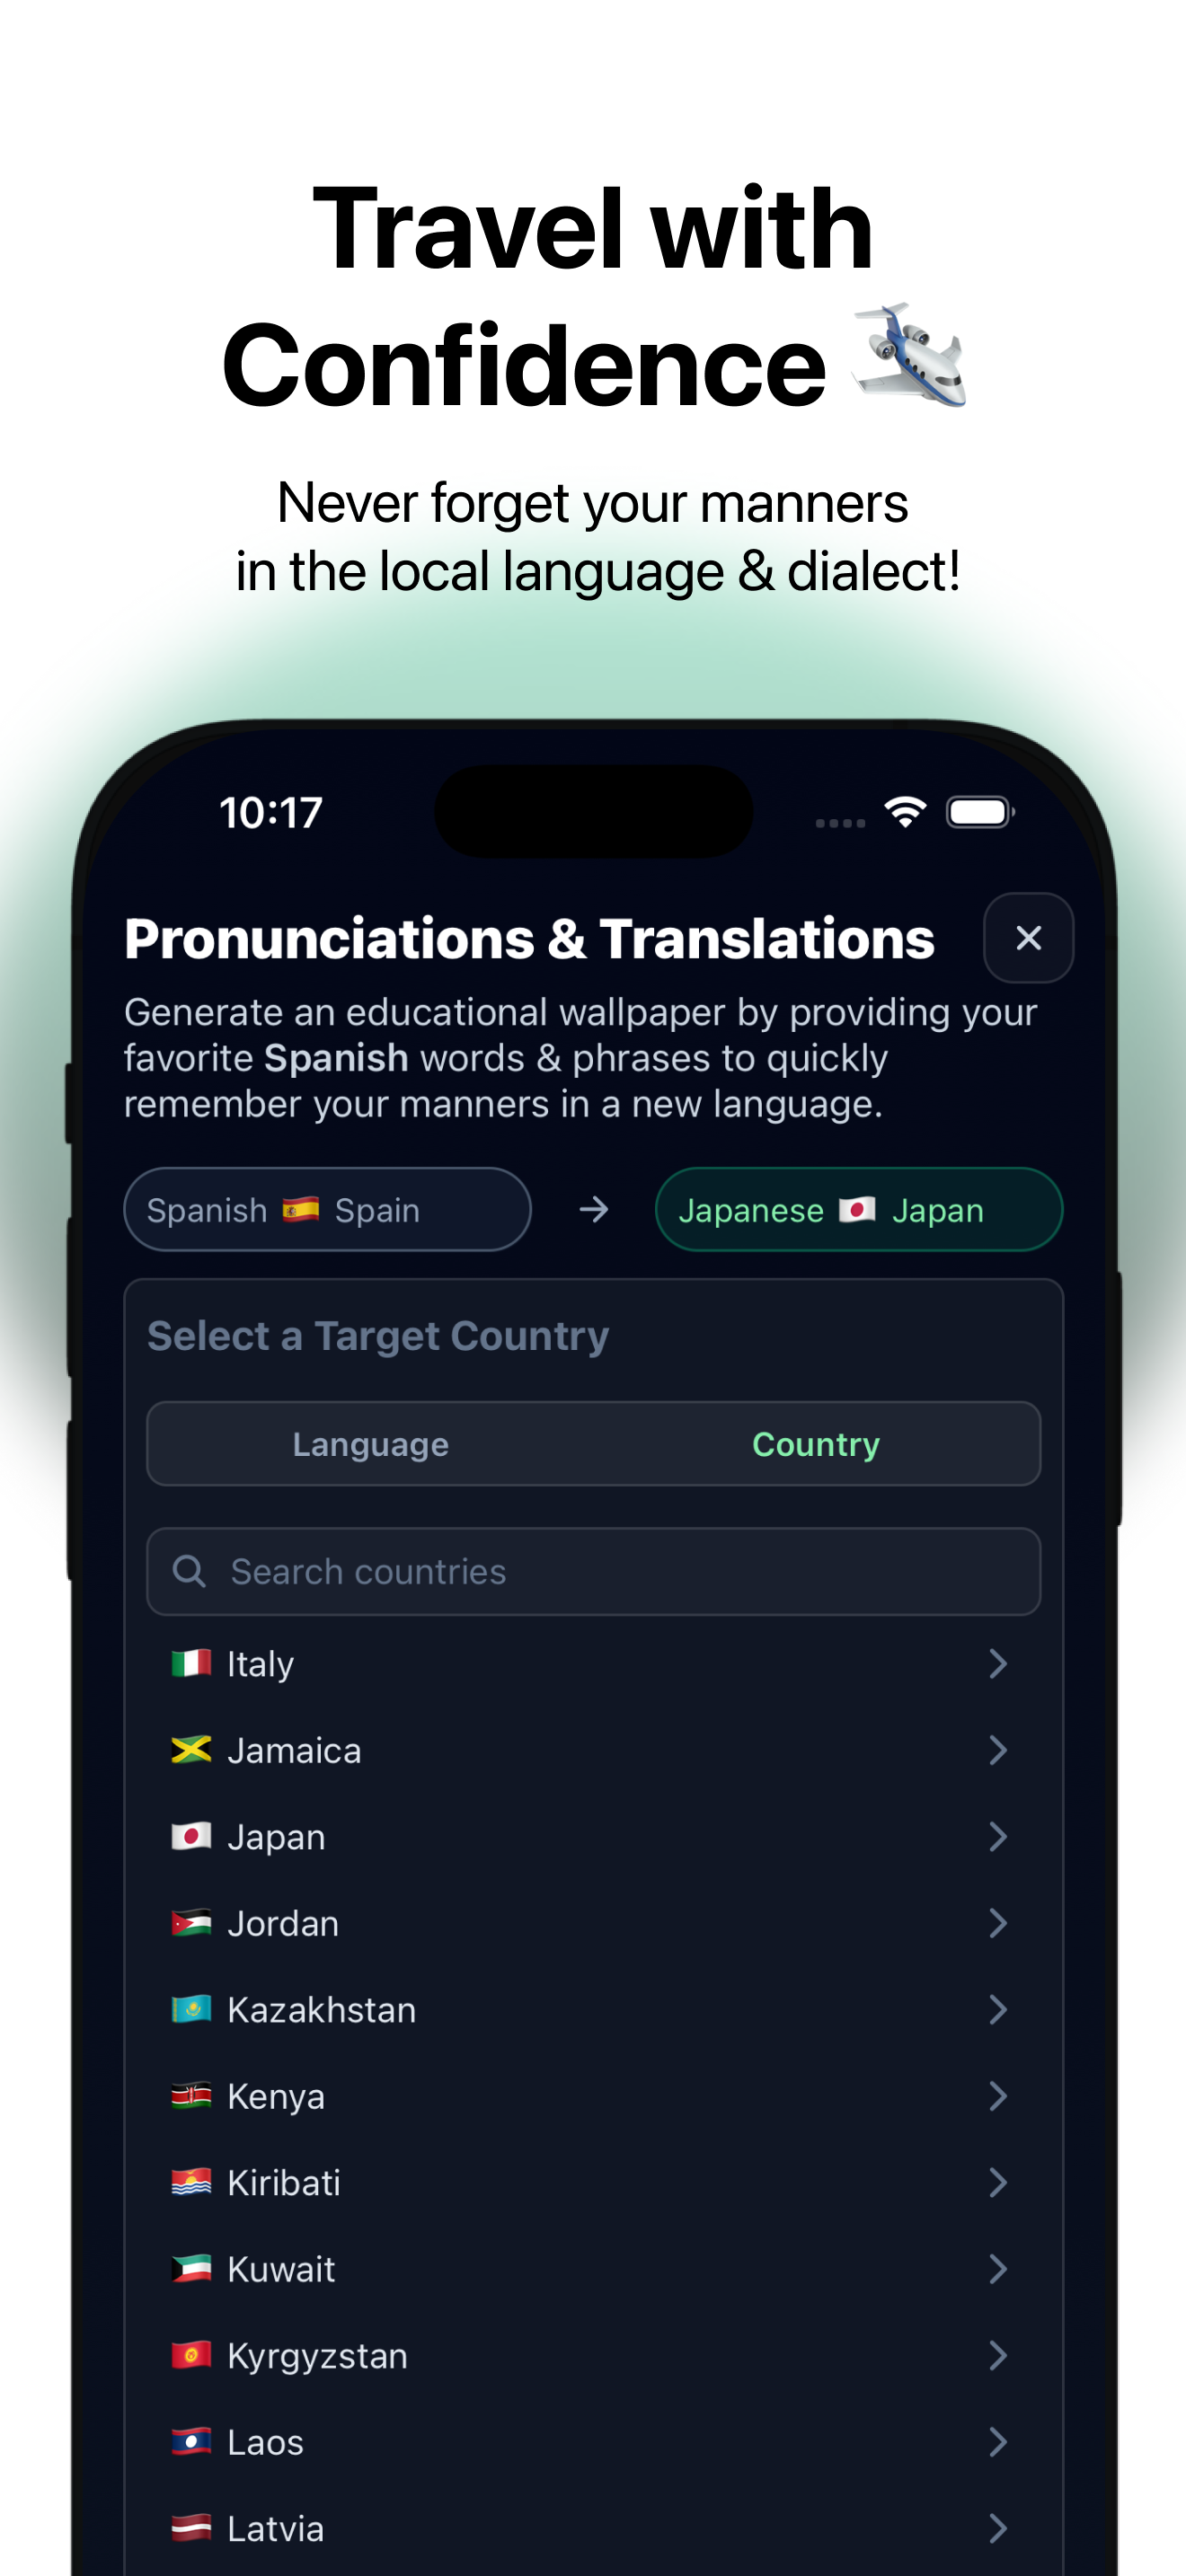 Travel with
Confidence
Never forget your manners
in the local language & dialect!
10:17
Pronunciations & Translations
Generate an educational wallpaper by providing your
favorite Spanish words & phrases to quickly
remember your manners in a new language.
Spanish 🇪🇸 Spain → Japanese 🇯🇵 Japan
Select a Target Country
Language Country
Search countries
Italy
Jamaica
Japan
Jordan
Kazakhstan
Kenya
Kiribati
Kuwait
Kyrgyzstan
Laos
Latvia